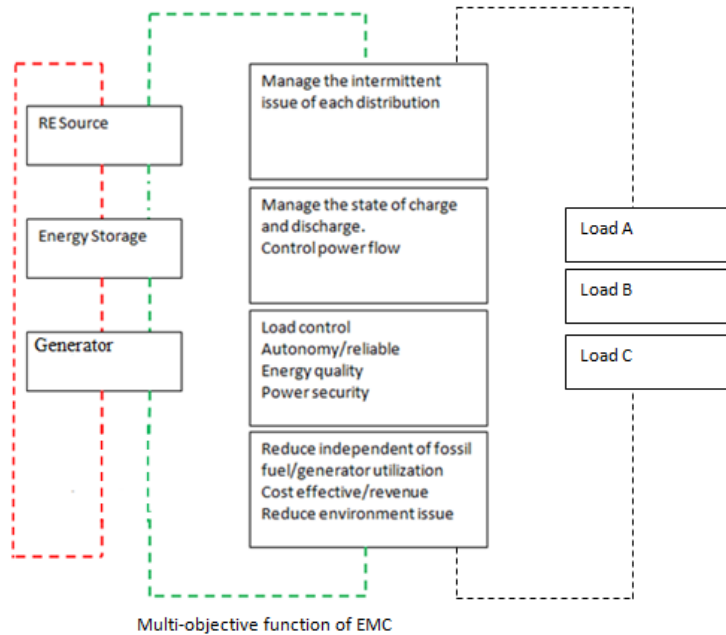 RE Source
Energy Storage
Generator
Manage the intermittent
issue of each distribution
Manage the state of charge
and discharge.
Control power flow
Load control
Autonomy/reliable
Energy quality
Power security
Reduce independent of fossil
fuel/generator utilization
Cost effective/revenue
Reduce environment issue
Load A
Load B
Load C
Multi-objective function of EMC